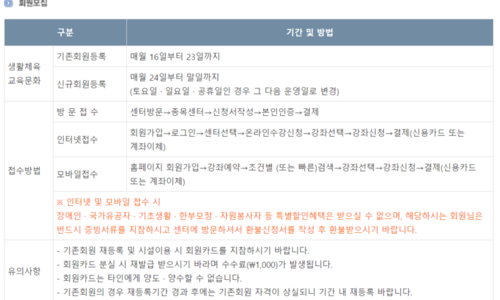 회원모집
구분
기간 및 방법
생활체육
교육문화
기존회원등록
매월 16일부터 23일까지
신규회원등록
매월 24일부터 말일까지
(토요일 · 일요일 · 공휴일인 경우 그 다음 운영일로 변경)
접수방법
방 문 접 수
센터방문→종목센터→신청서작성→본인인증→결제
인터넷접수
회원가입→로그인→센터선택→온라인수강신청→강좌선택→강좌신청→결제(신용카드 또는
계좌이체)
모바일접수
홈페이지 회원가입→강좌예약→조건별 (또는 빠른)검색→강좌선택→강좌신청→결제(신용카드
또는 계좌이체)
※ 인터넷 및 모바일 접수 시
장애인 · 국가유공자 · 기초생활 · 한부모정 · 자원봉사자 등 특별할인혜택은 받으실 수 없으며, 해당하시는 회원님은
반드시 증빙서류를 지참하시고 센터에 방문하셔서 환불신청서를 작성 후 환불받으시기 바랍니다.
유의사항
- 기존회원 재등록 및 시설이용 시 회원카드를 지참하시기 바랍니다.
- 회원카드 분실 시 재발급 받으시기 바라며 수수료(₩1,000)가 발생됩니다.
- 회원카드는 타인에게 양도 · 양수할 수 없습니다.
- 기존회원의 경우 재등록기간 경과 후에는 기존회원 자격이 상실되니 기간 내 재등록 바랍니다.